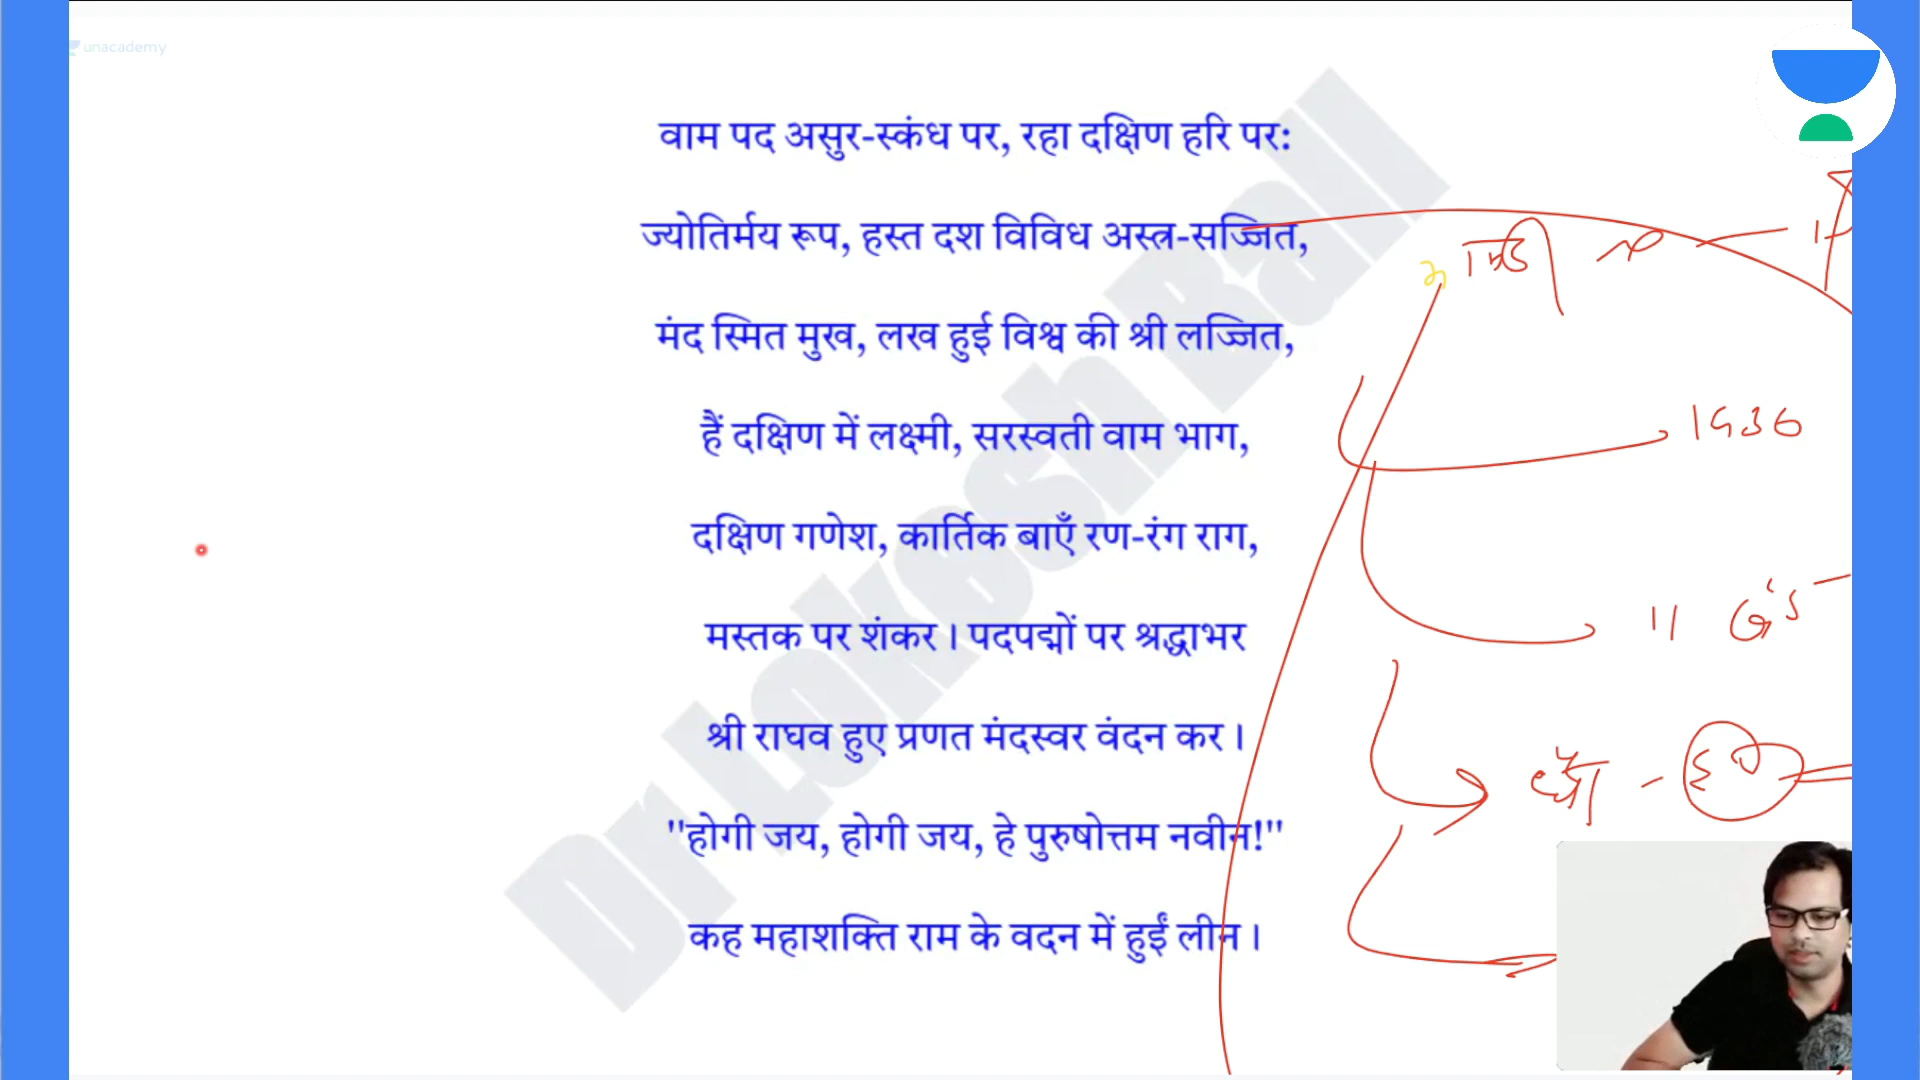 unacademy
वाम पद असुर-स्कंध पर, रहा दक्षिण हरि पर:
ज्योतिर्मय रूप, हस्त दश विविध अस्त्र-सज्जित,
मंद स्मित मुख, लख हुई विश्व की श्री लज्जित,
हैं दक्षिण में लक्ष्मी, सरस्वती वाम भाग,
1936
दक्षिण गणेश, कार्तिक बाएँ रण-रंग राग,
मस्तक पर शंकर। पदपद्मों पर श्रद्धाभर
11
श्री राघव हुए प्रणत मंदस्वर वंदन कर।
"होगी जय, होगी जय, हे पुरुषोत्तम नवीन!"
कह महाशक्ति राम के वदन में हुईं लीन।
Dr Lokesh Bali